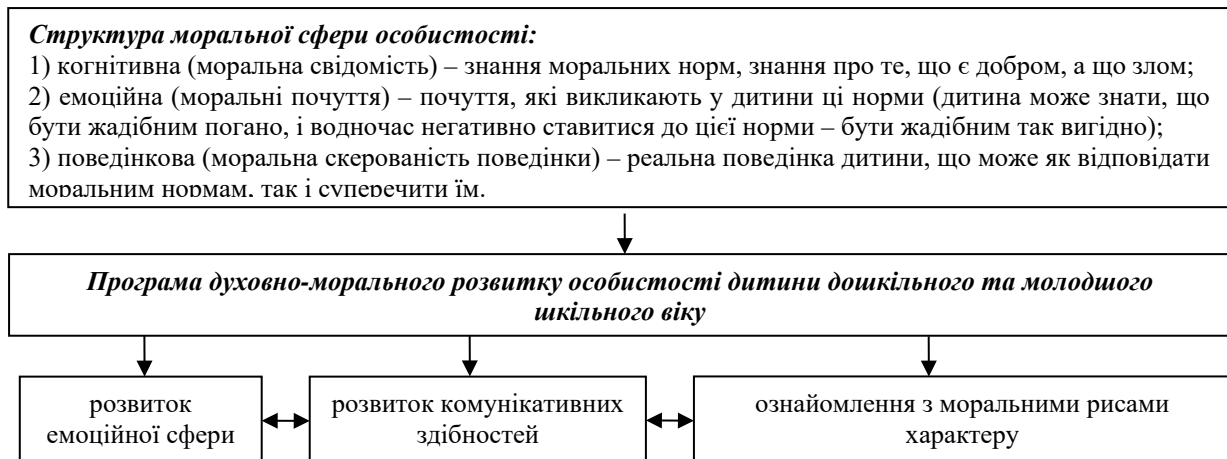 Структура моральної сфери особистості:
1) когнітивна (моральна свідомість) – знання моральних норм, знання про те, що є добром, а що злом;
2) емоційна (моральні почуття) – почуття, які викликають у дитини ці норми (дитина може знати, що
бути жадібним погано, і водночас негативно ставитися до цієї норми – бути жадібним так вигідно);
3) поведінкова (моральна скерованість поведінки) – реальна поведінка дитини, що може як відповідати
моральним нормам, так і суперечити їм.
Програма духовно-морального розвитку особистості дитини дошкільного та молодшого
шкільного віку
розвиток
емоційної сфери
розвиток комунікативних
здібностей
ознайомлення з моральними рисами
характеру